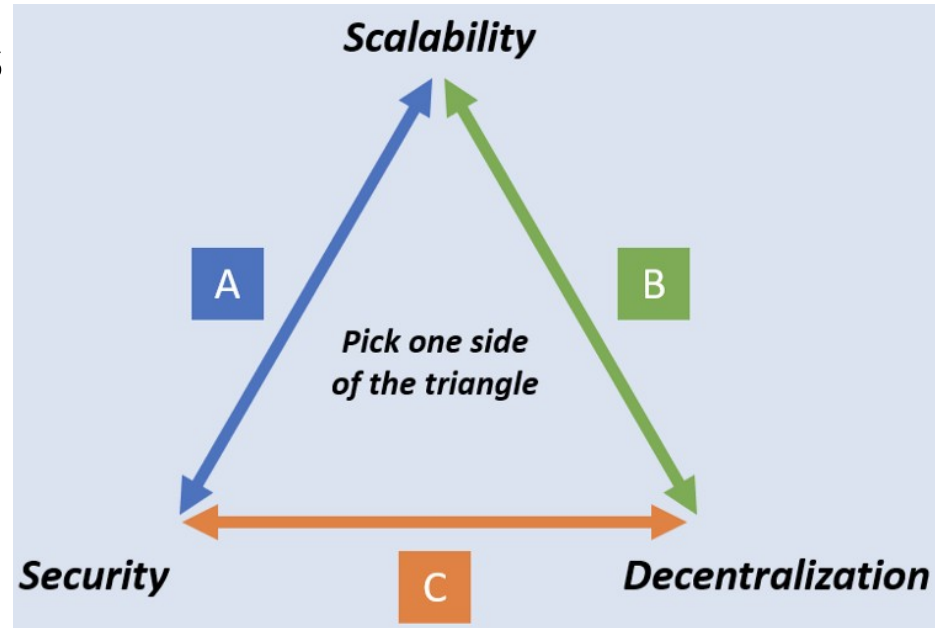 Scalability
A
B
Pick one side
of the triangle
Security
Decentralization
C